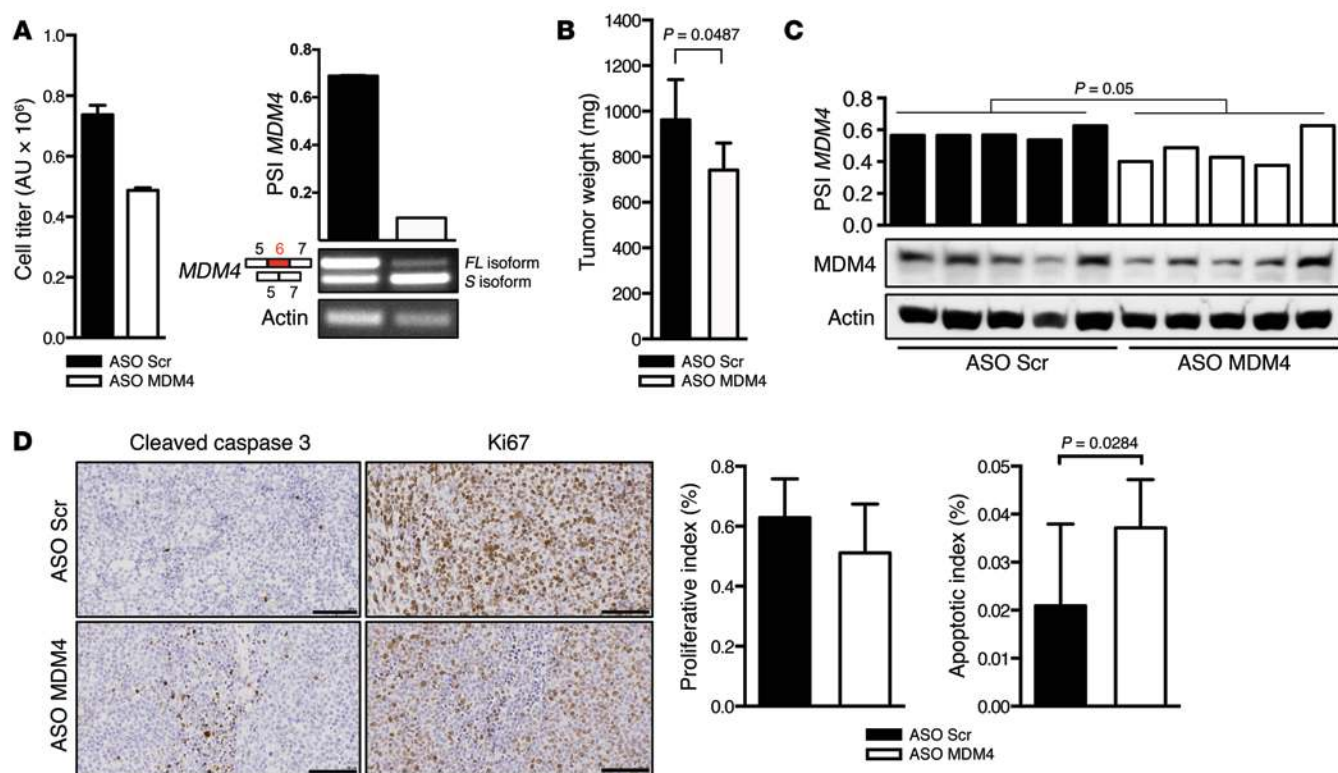 A
Cell titer (AU × 10⁶)
1.0
0.8
0.6
0.4
0.2
0.0
ASO Scr
ASO MDM4
PSI MDM4
0.8
0.6
0.4
0.2
MDM4
5 6 7
5 7
FL isoform
S isoform
Actin
B
P = 0.0487
Tumor weight (mg)
1400
1200
1000
800
600
400
200
0
ASO Scr
ASO MDM4
C
P = 0.05
PSI MDM4
0.8
0.6
0.4
0.2
0.0
MDM4
Actin
ASO Scr
ASO MDM4
D
Cleaved caspase 3
Ki67
ASO Scr
ASO MDM4
Proliferative index (%)
0.8
0.6
0.4
0.2
0.0
P = 0.0284
Apoptotic index (%)
0.05
0.04
0.03
0.02
0.01
0.00
ASO Scr
ASO MDM4